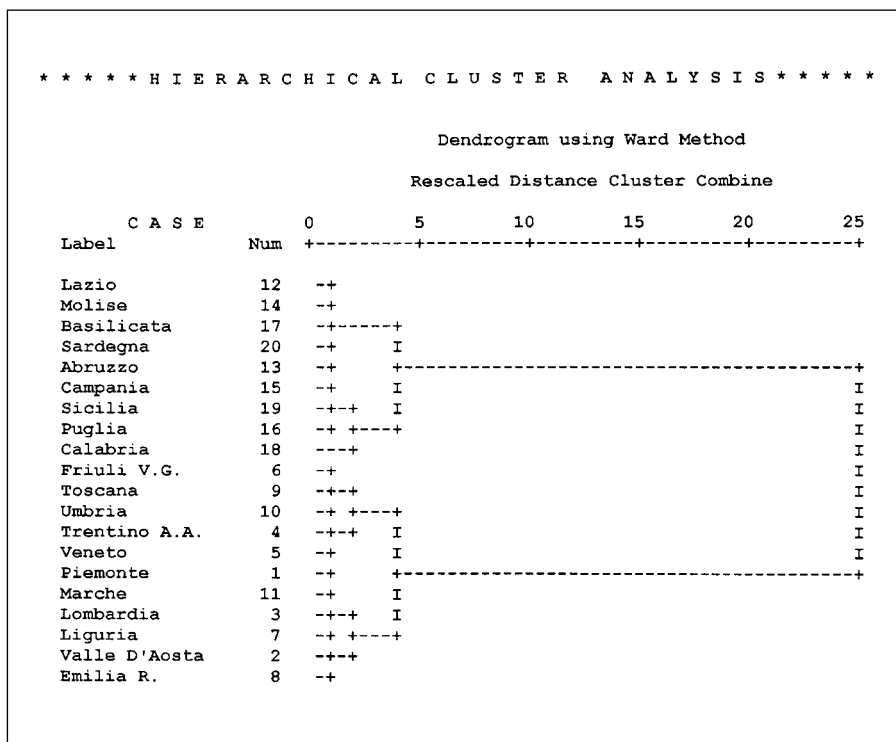 * * * * * H I E R A R C H I C A L   C L U S T E R   A N A L Y S I S * * * * *
Dendrogram using Ward Method
Rescaled Distance Cluster Combine
C A S E 0 5 10 15 20 25
Label Num +---------+---------+---------+---------+---------+
Lazio 12 -+
Molise 14 -+
Basilicata 17 -+-----+
Sardegna 20 -+ I
Abruzzo 13 -+ +-----------------------------------------+
Campania 15 -+ I I
Sicilia 19 -+-+ I I
Puglia 16 -+ +---+ I
Calabria 18 ---+ I
Friuli V.G. 6 -+ I
Toscana 9 -+-+ I
Umbria 10 -+ +---+ I
Trentino A.A. 4 -+-+ I I
Veneto 5 -+ I I
Piemonte 1 -+ +-----------------------------------------+
Marche 11 -+ I
Lombardia 3 -+-+ I
Liguria 7 -+ +---+
Valle D'Aosta 2 -+-+
Emilia R. 8 -+